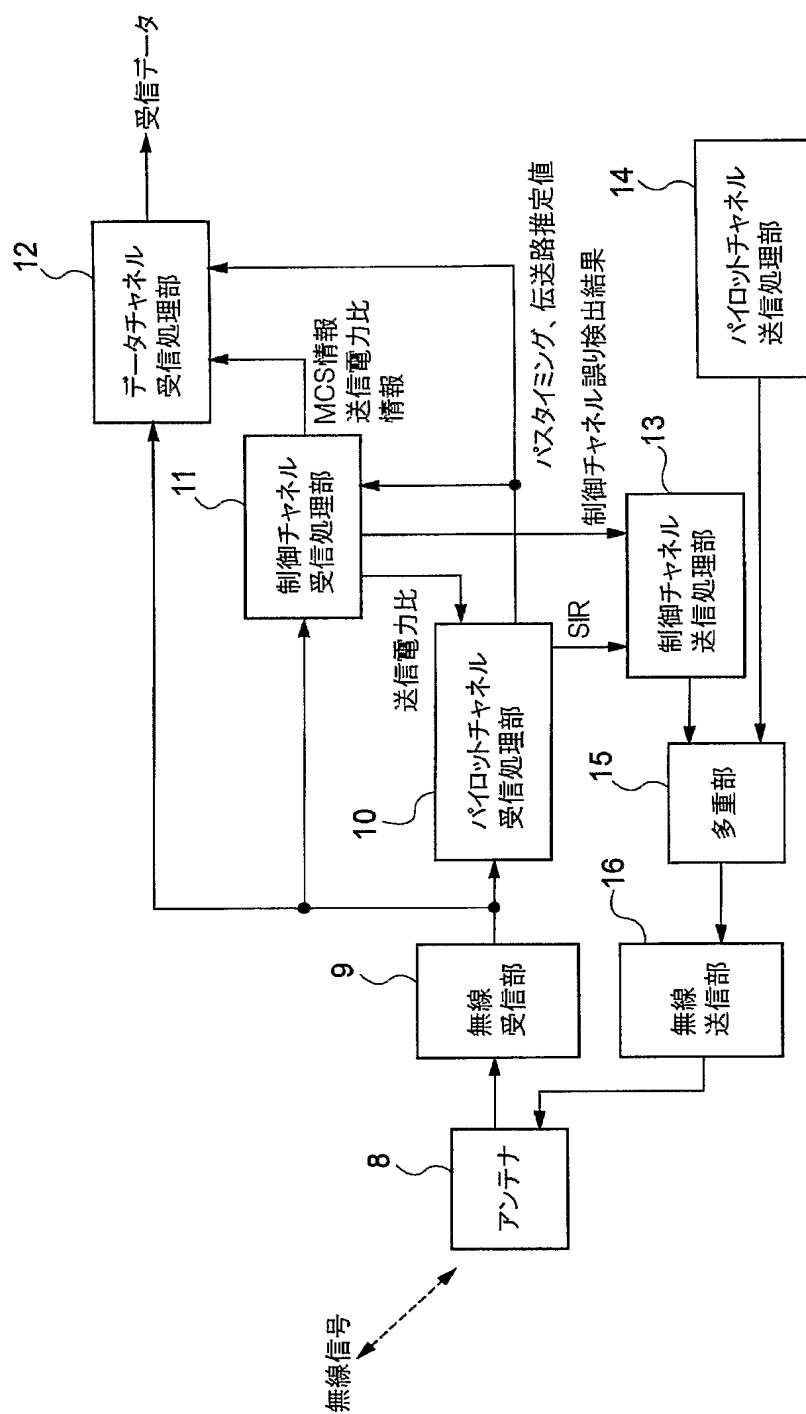 無線信号
8
アンテナ
9
無線
受信部
10
パイロットチャネル
受信処理部
11
制御チャネル
受信処理部
12
データチャネル
受信処理部
受信データ
MCS情報
送信電力比
情報
送信電力比
SIR
パスタイミング、伝送路推定値
制御チャネル誤り検出結果
13
制御チャネル
送信処理部
14
パイロットチャネル
送信処理部
15
多重部
16
無線
送信部